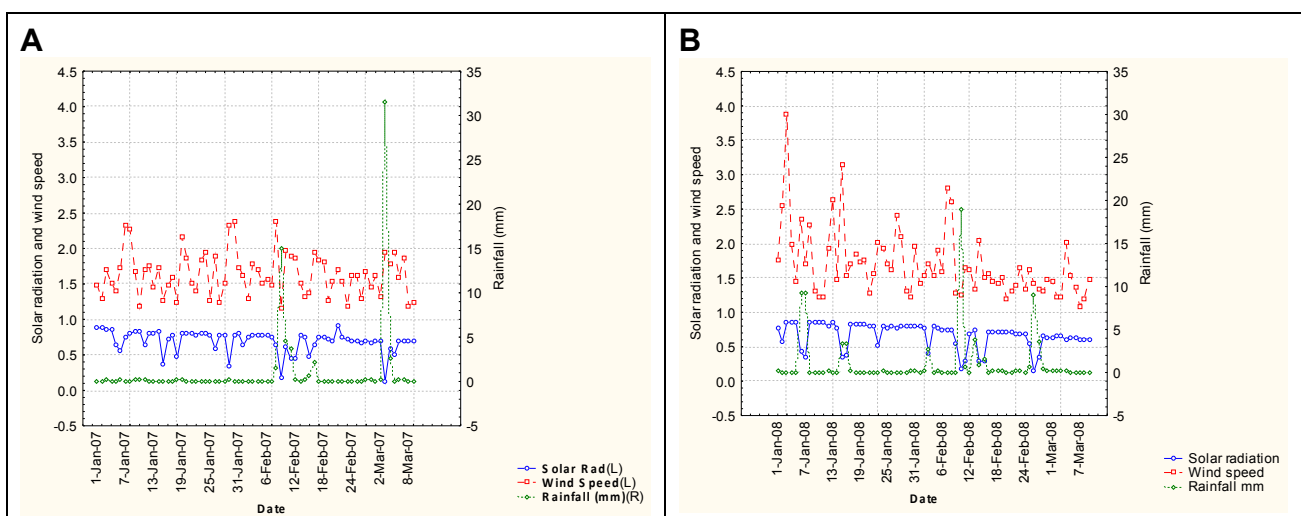 A
4.5
4.0
3.5
3.0
2.5
2.0
1.5
1.0
0.5
0.0
-0.5
Solar radiation and wind speed
35
30
25
20
15
10
5
0
-5
Rainfall (mm)
1-Jan-07
7-Jan-07
13-Jan-07
19-Jan-07
25-Jan-07
31-Jan-07
6-Feb-07
12-Feb-07
18-Feb-07
24-Feb-07
2-Mar-07
8-Mar-07
Date
Solar Rad(L)
Wind Speed(L)
Rainfall (mm)(R)
B
4.5
4.0
3.5
3.0
2.5
2.0
1.5
1.0
0.5
0.0
-0.5
Solar radiation and wind speed
35
30
25
20
15
10
5
0
-5
Rainfall (mm)
1-Jan-08
7-Jan-08
13-Jan-08
19-Jan-08
25-Jan-08
31-Jan-08
6-Feb-08
12-Feb-08
18-Feb-08
24-Feb-08
1-Mar-08
7-Mar-08
Date
Solar radiation
Wind speed
Rainfall mm